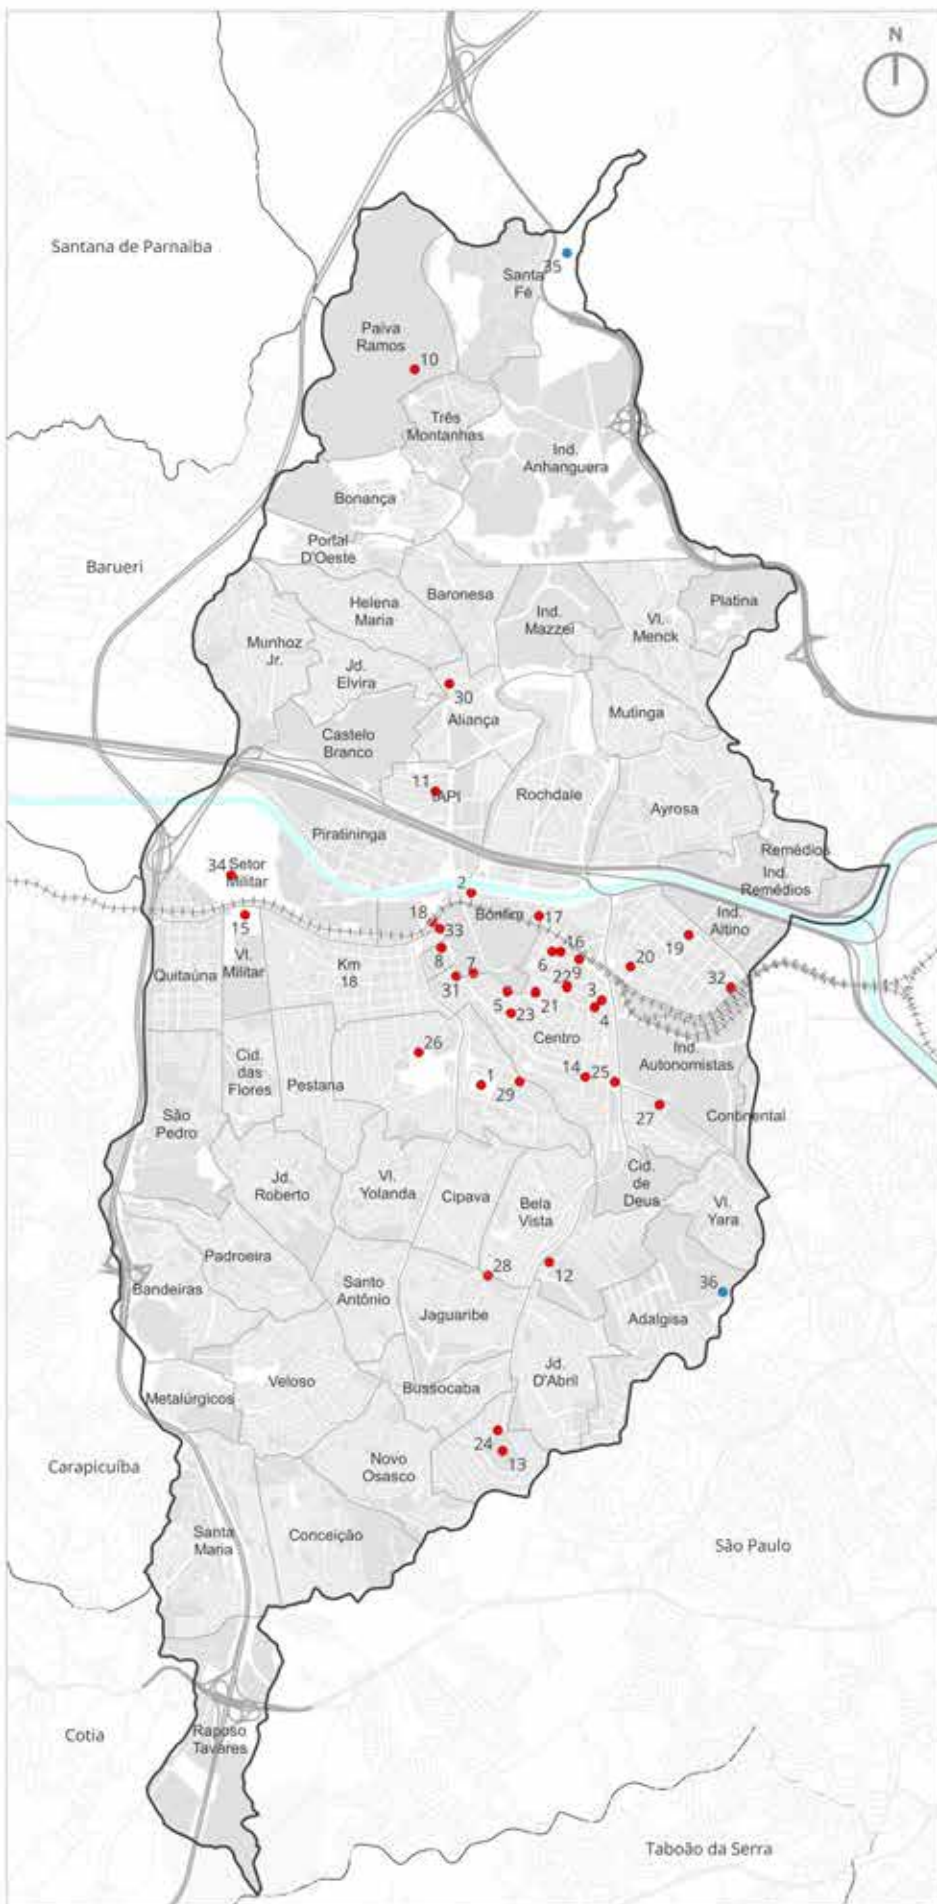 N
Santana de Parnaíba
Santa
Fé
35
Paiva
Ramos
10
Três
Montanhas
Ind.
Anhanguera
Bonança
Portal
D'Oeste
Barueri
Baronesa
Helena
Maria
Ind.
Mazzei
Platina
Vl.
Menck
Munhoz
Jr.
Jd.
Elvira
30
Aliança
Mutinga
Castelo
Branco
11
IAPI
Rochdale
Ayrosa
Piratininga
Remédios
Ind.
Remédios
34
Setor
Militar
2
Bonfim
17
18
33
15
Ind.
Altino
19
Vl.
Militar
Quitaúna
Km
18
8
6
16
9
20
31
7
22
3
32
5
23
21
4
Centro
26
Ind.
Autonomistas
Cid.
das
Flores
Pestana
1
29
14
25
27
Continental
São
Pedro
Jd.
Roberto
Vl.
Yolanda
Cipava
Bela
Vista
Cid.
de
Deus
Vl.
Yara
Padroeira
Bandeiras
Santo
Antônio
28
12
36
Jaguaribe
Adalgisa
Veloso
Jd.
D'Abril
Metalúrgicos
Bussocaba
24
13
Novo
Osasco
Carapicuíba
Santa
Maria
Conceição
São Paulo
Cotia
Raposo
Tavares
Taboão da Serra